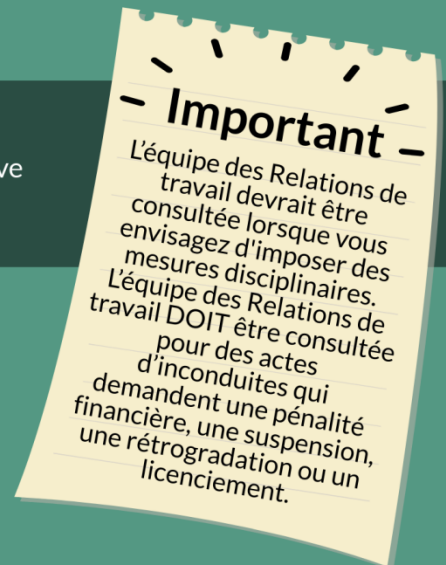 Important
ve
L'équipe des Relations de
travail devrait être
consultée lorsque vous
envisagez d'imposer des
mesures disciplinaires.
L'équipe des Relations de
travail DOIT être consultée
pour des actes
d'inconduites qui
demandent une pénalité
financière, une suspension,
une rétrogradation ou un
licenciement.